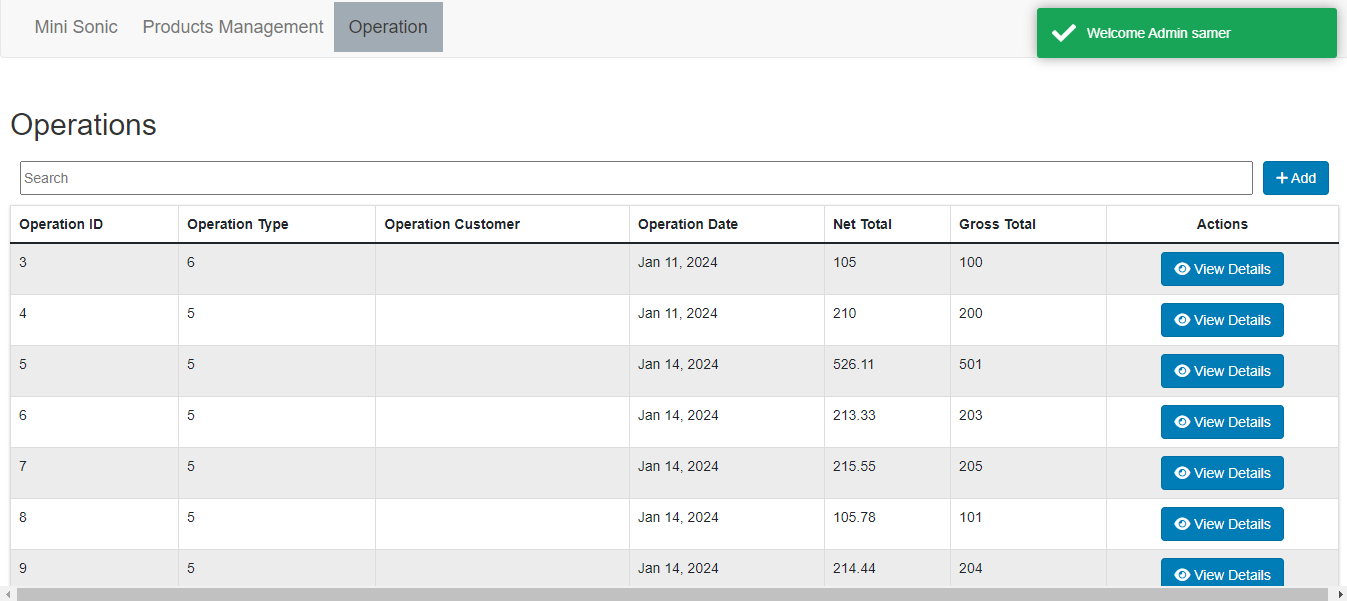 Mini Sonic Products Management Operation
Welcome Admin samer
Operations
Search
Add
Operation ID Operation Type Operation Customer Operation Date Net Total Gross Total Actions
3 6 Jan 11, 2024 105 100 View Details
4 5 Jan 11, 2024 210 200 View Details
5 5 Jan 14, 2024 526.11 501 View Details
6 5 Jan 14, 2024 213.33 203 View Details
7 5 Jan 14, 2024 215.55 205 View Details
8 5 Jan 14, 2024 105.78 101 View Details
9 5 Jan 14, 2024 214.44 204 View Details